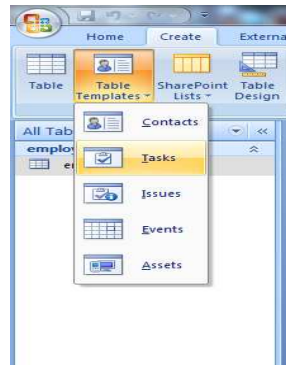 Home Create Externa
Table Table Templates SharePoint Lists Table Design
All Tab
employ
e
Contacts
Tasks
Issues
Events
Assets